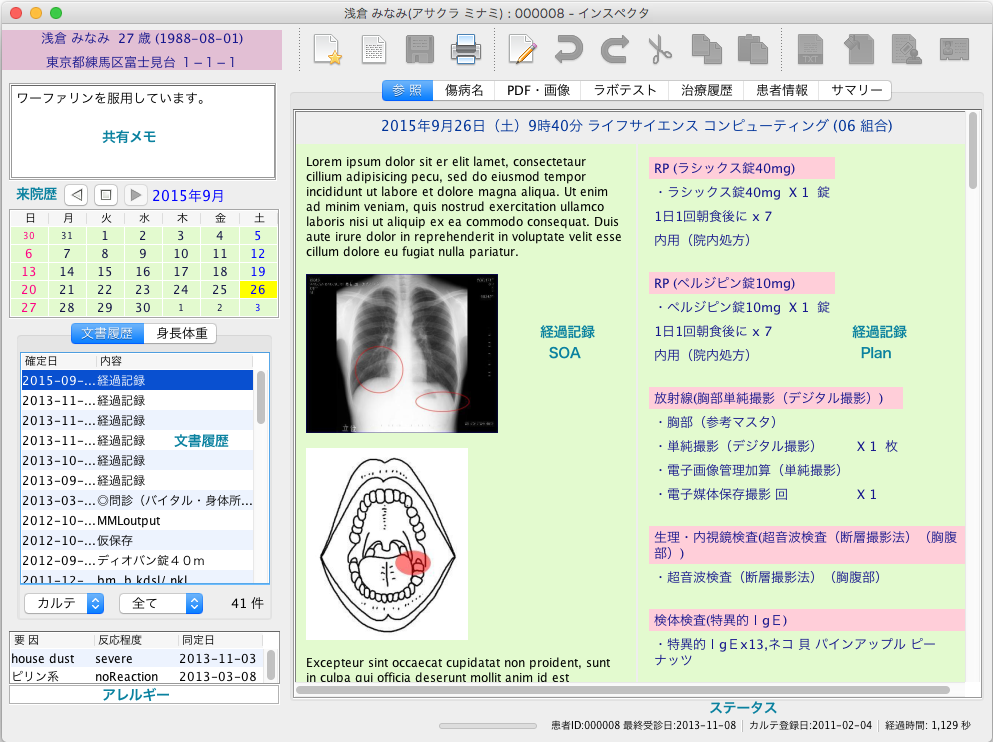 浅倉 みなみ(アサクラ ミナミ) : 000008 – インスペクタ
浅倉 みなみ 27 歳 (1988-08-01)
東京都練馬区富士見台 １−１−１
TXT
ワーファリンを服用しています。
共有メモ
来院歴
2015年9月
日 月 火 水 木 金 土
30 31 1 2 3 4 5
6 7 8 9 10 11 12
13 14 15 16 17 18 19
20 21 22 23 24 25 26
27 28 29 30 1 2 3
文書履歴 身長体重
確定日 内容
2015-09-... 経過記録
2013-11-... 経過記録
2013-11-... 経過記録
2013-11-... 経過記録
文書履歴
2013-10-... 経過記録
2013-09-... 経過記録
2013-03-... ◎問診（バイタル・身体所...
2012-10-... MMLoutput
2012-10-... 仮保存
2012-09-... ディオバン錠４０ｍ
2011-12- bm. h kdsl/ nkl
カルテ 全て 41 件
要 因 反応程度 同定日
house dust severe 2013-11-03
ピリン系 noReaction 2013-03-08
アレルギー
参 照 傷病名 PDF・画像 ラボテスト 治療履歴 患者情報 サマリー
2015年9月26日（土）9時40分 ライフサイエンス コンピューティング (06 組合)
Lorem ipsum dolor sit er elit lamet, consectetaur
cillium adipisicing pecu, sed do eiusmod tempor
incididunt ut labore et dolore magna aliqua. Ut enim
ad minim veniam, quis nostrud exercitation ullamco
laboris nisi ut aliquip ex ea commodo consequat. Duis
aute irure dolor in reprehenderit in voluptate velit esse
cillum dolore eu fugiat nulla pariatur.
経過記録
SOA
Excepteur sint occaecat cupidatat non proident, sunt
in culpa qui officia deserunt mollit anim id est
RP (ラシックス錠40mg)
・ラシックス錠40mg X 1 錠
1日1回朝食後に x 7
内用（院内処方）
RP (ペルジピン錠10mg)
・ペルジピン錠10mg X 1 錠
1日1回朝食後に x 7
内用（院内処方）
経過記録
Plan
放射線(胸部単純撮影（デジタル撮影）)
・胸部（参考マスタ）
・単純撮影（デジタル撮影） X 1 枚
・電子画像管理加算（単純撮影）
・電子媒体保存撮影 回 X 1
生理・内視鏡検査(超音波検査（断層撮影法）（胸腹
部）)
・超音波検査（断層撮影法）（胸腹部）
検体検査(特異的ＩｇＥ)
・特異的ＩｇＥx13,ネコ 貝 パインアップル ピー
ナッツ
ステータス
患者ID:000008 最終受診日:2013-11-08 カルテ登録日:2011-02-04 経過時間: 1,129 秒